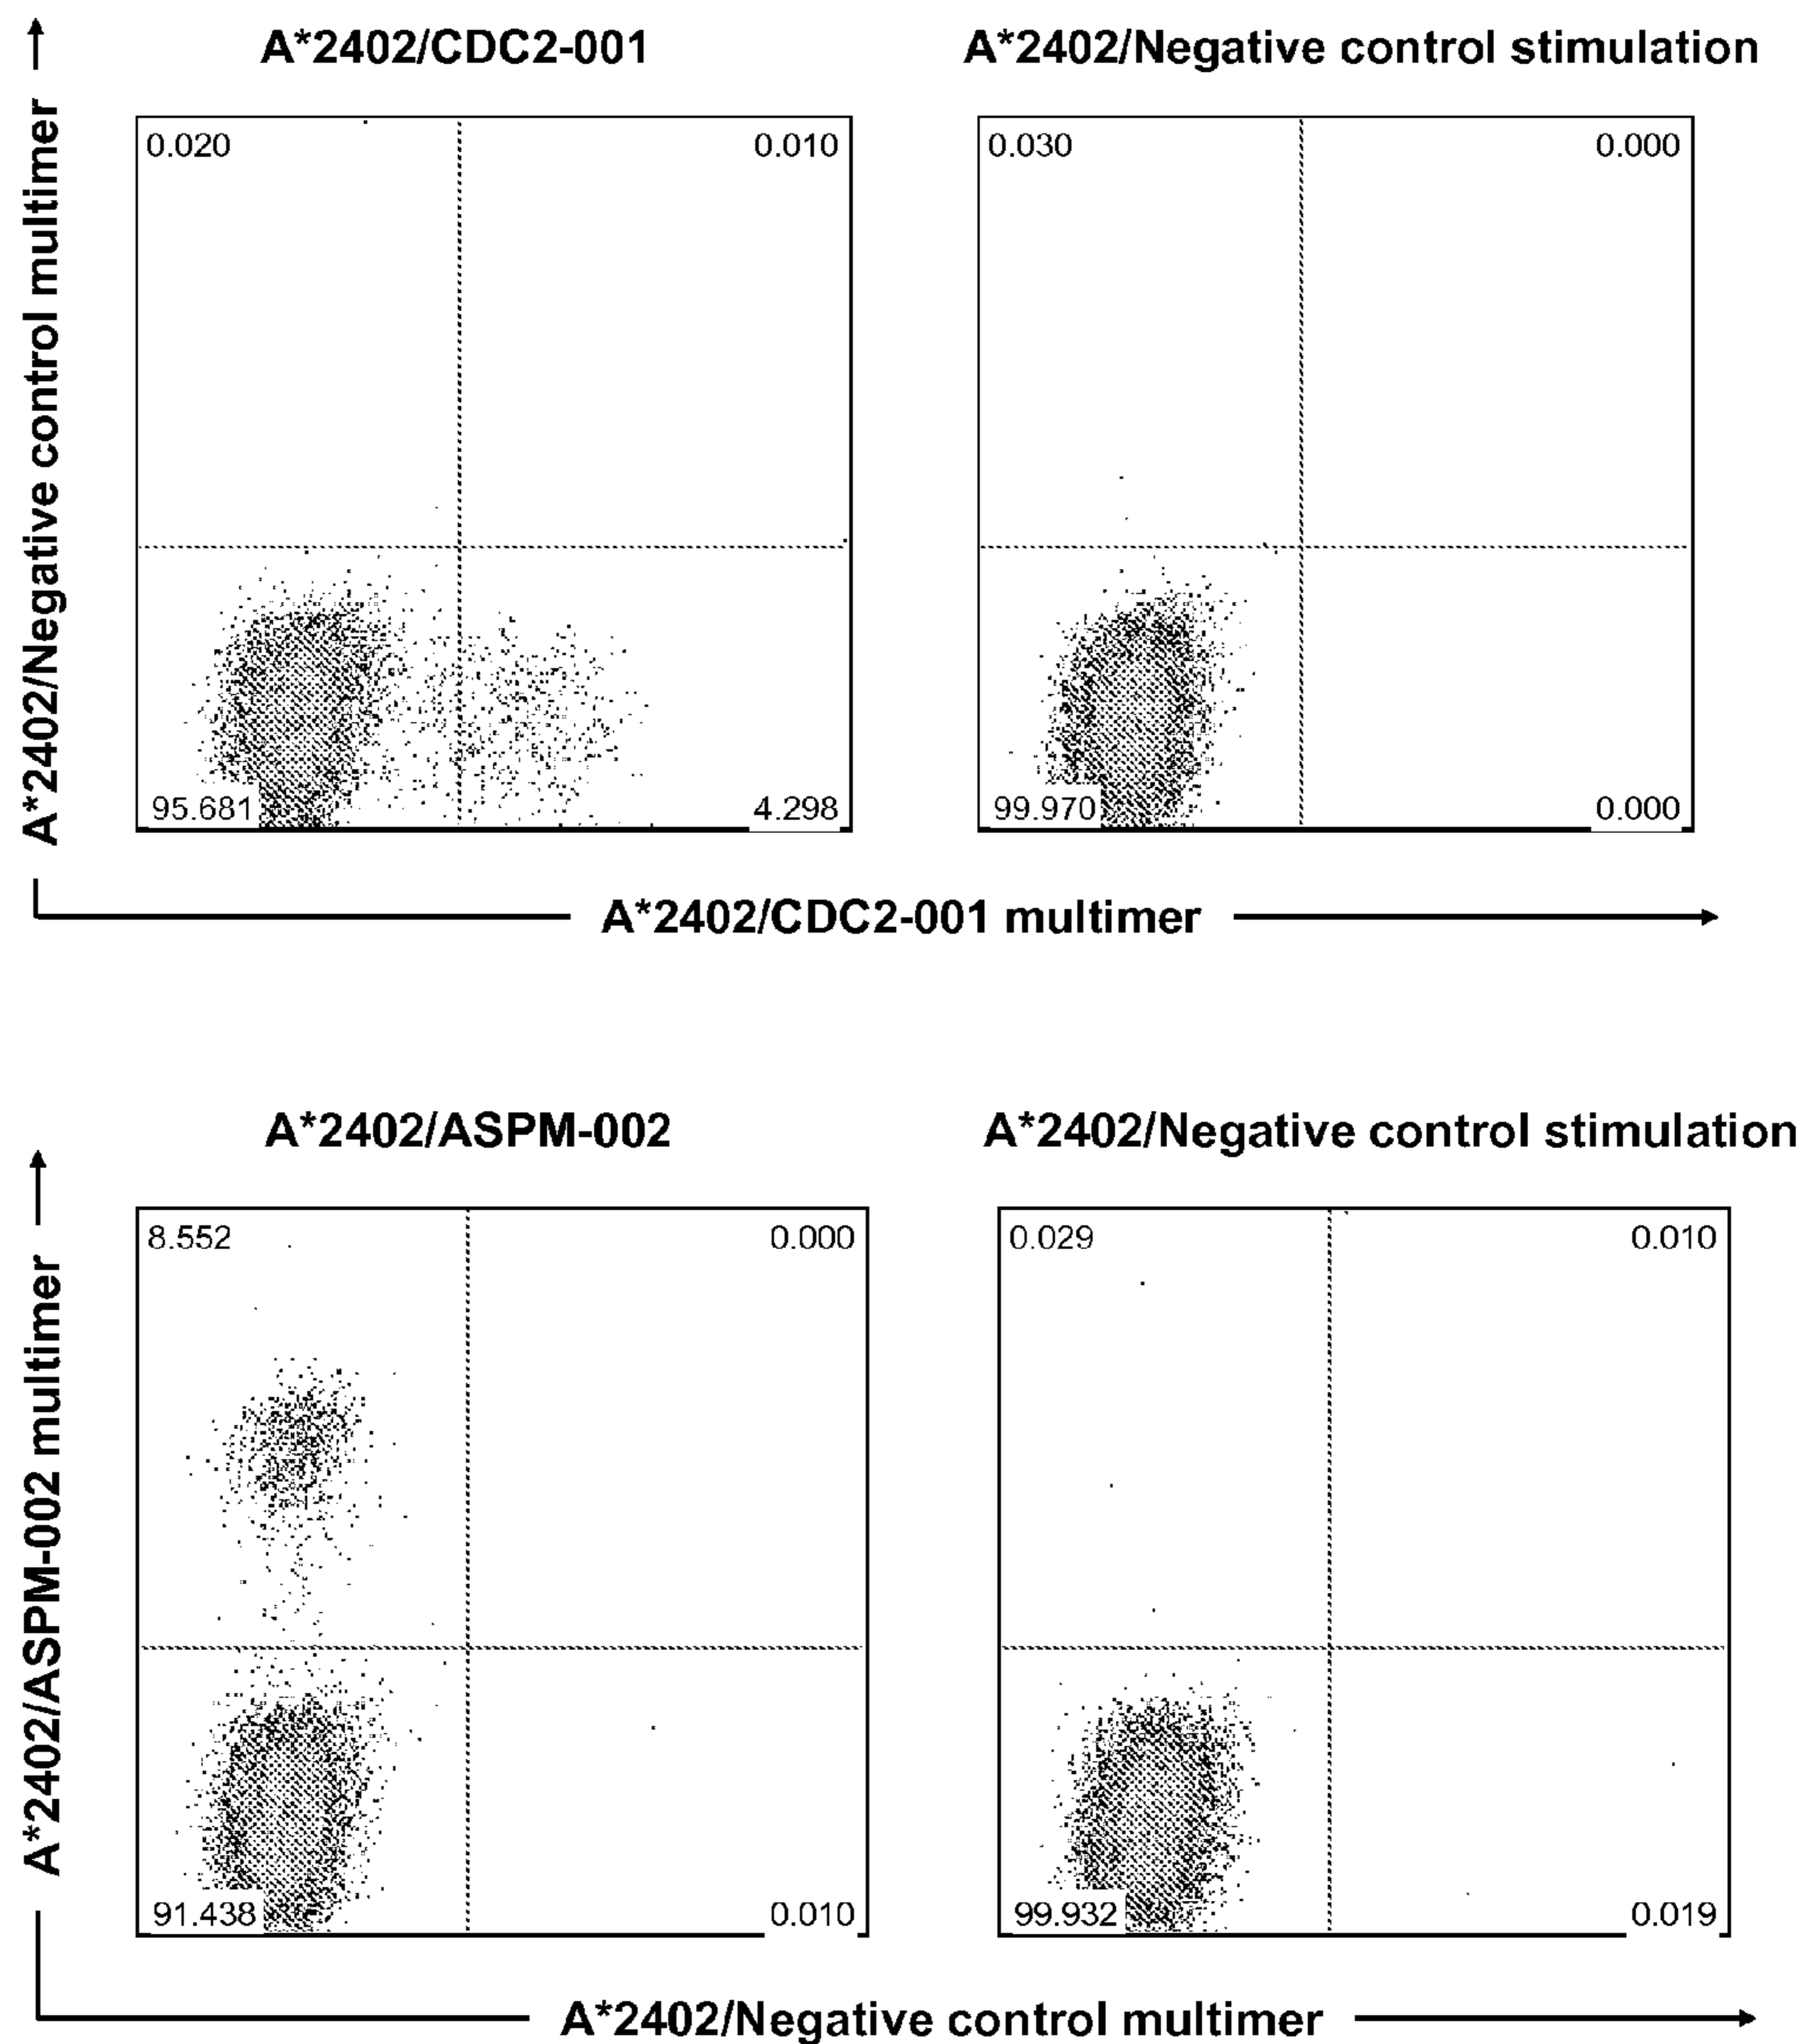 A*2402/CDC2-001
A*2402/Negative control stimulation
A*2402/Negative control multimer
0.020
0.010
95.681
4.298
0.030
0.000
99.970
0.000
A*2402/CDC2-001 multimer
A*2402/ASPM-002
A*2402/Negative control stimulation
A*2402/ASPM-002 multimer
8.552
0.000
91.438
0.010
0.029
0.010
99.932
0.019
A*2402/Negative control multimer